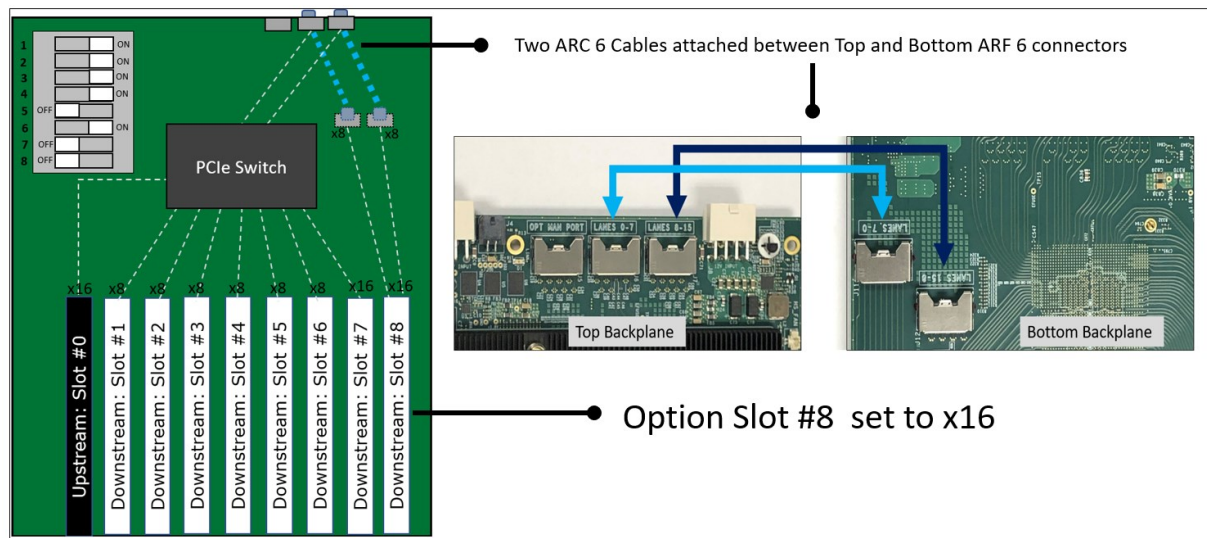 Two ARC 6 Cables attached between Top and Bottom ARF 6 connectors
1 ON
2 ON
3 ON
4 ON
5 OFF
6 ON
7 OFF
8 OFF
x8 x8
PCIe Switch
x16 x8 x8 x8 x8 x8 x8 x16 x16
Upstream: Slot #0
Downstream: Slot #1
Downstream: Slot #2
Downstream: Slot #3
Downstream: Slot #4
Downstream: Slot #5
Downstream: Slot #6
Downstream: Slot #7
Downstream: Slot #8
OPT MAN PORT LANES 0-7 LANES 8-15
Top Backplane
LANES 7-0
LANES 15-8
Bottom Backplane
Option Slot #8 set to x16